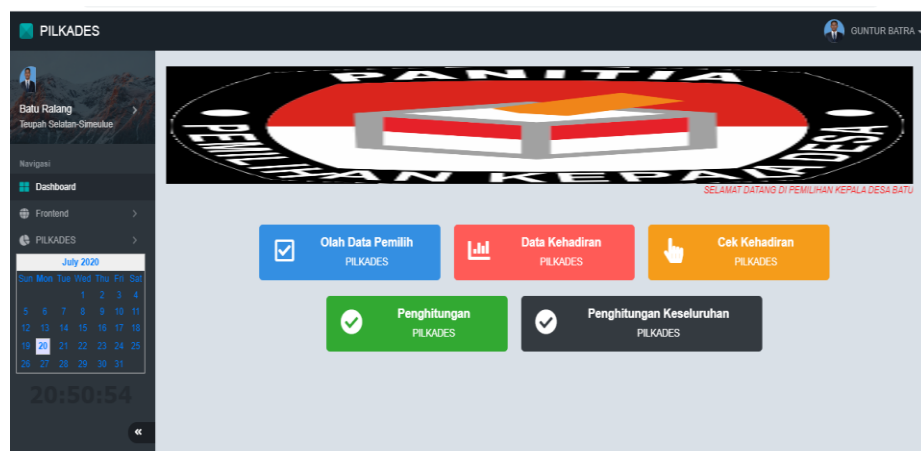 PILKADES
GUNTUR BATRA
PANITIA
PEMILIHAN KEPALA DESA
SELAMAT DATANG DI PEMILIHAN KEPALA DESA BATU
Batu Ralang
Teupah Selatan-Simeulue
Navigasi
Dashboard
Frontend
PILKADES
July 2020
Sun Mon Tue Wed Thu Fri Sat
1 2 3 4
5 6 7 8 9 10 11
12 13 14 15 16 17 18
19 20 21 22 23 24 25
26 27 28 29 30 31
20:50:54
Olah Data Pemilih
PILKADES
Data Kehadiran
PILKADES
Cek Kehadiran
PILKADES
Penghitungan
PILKADES
Penghitungan Keseluruhan
PILKADES